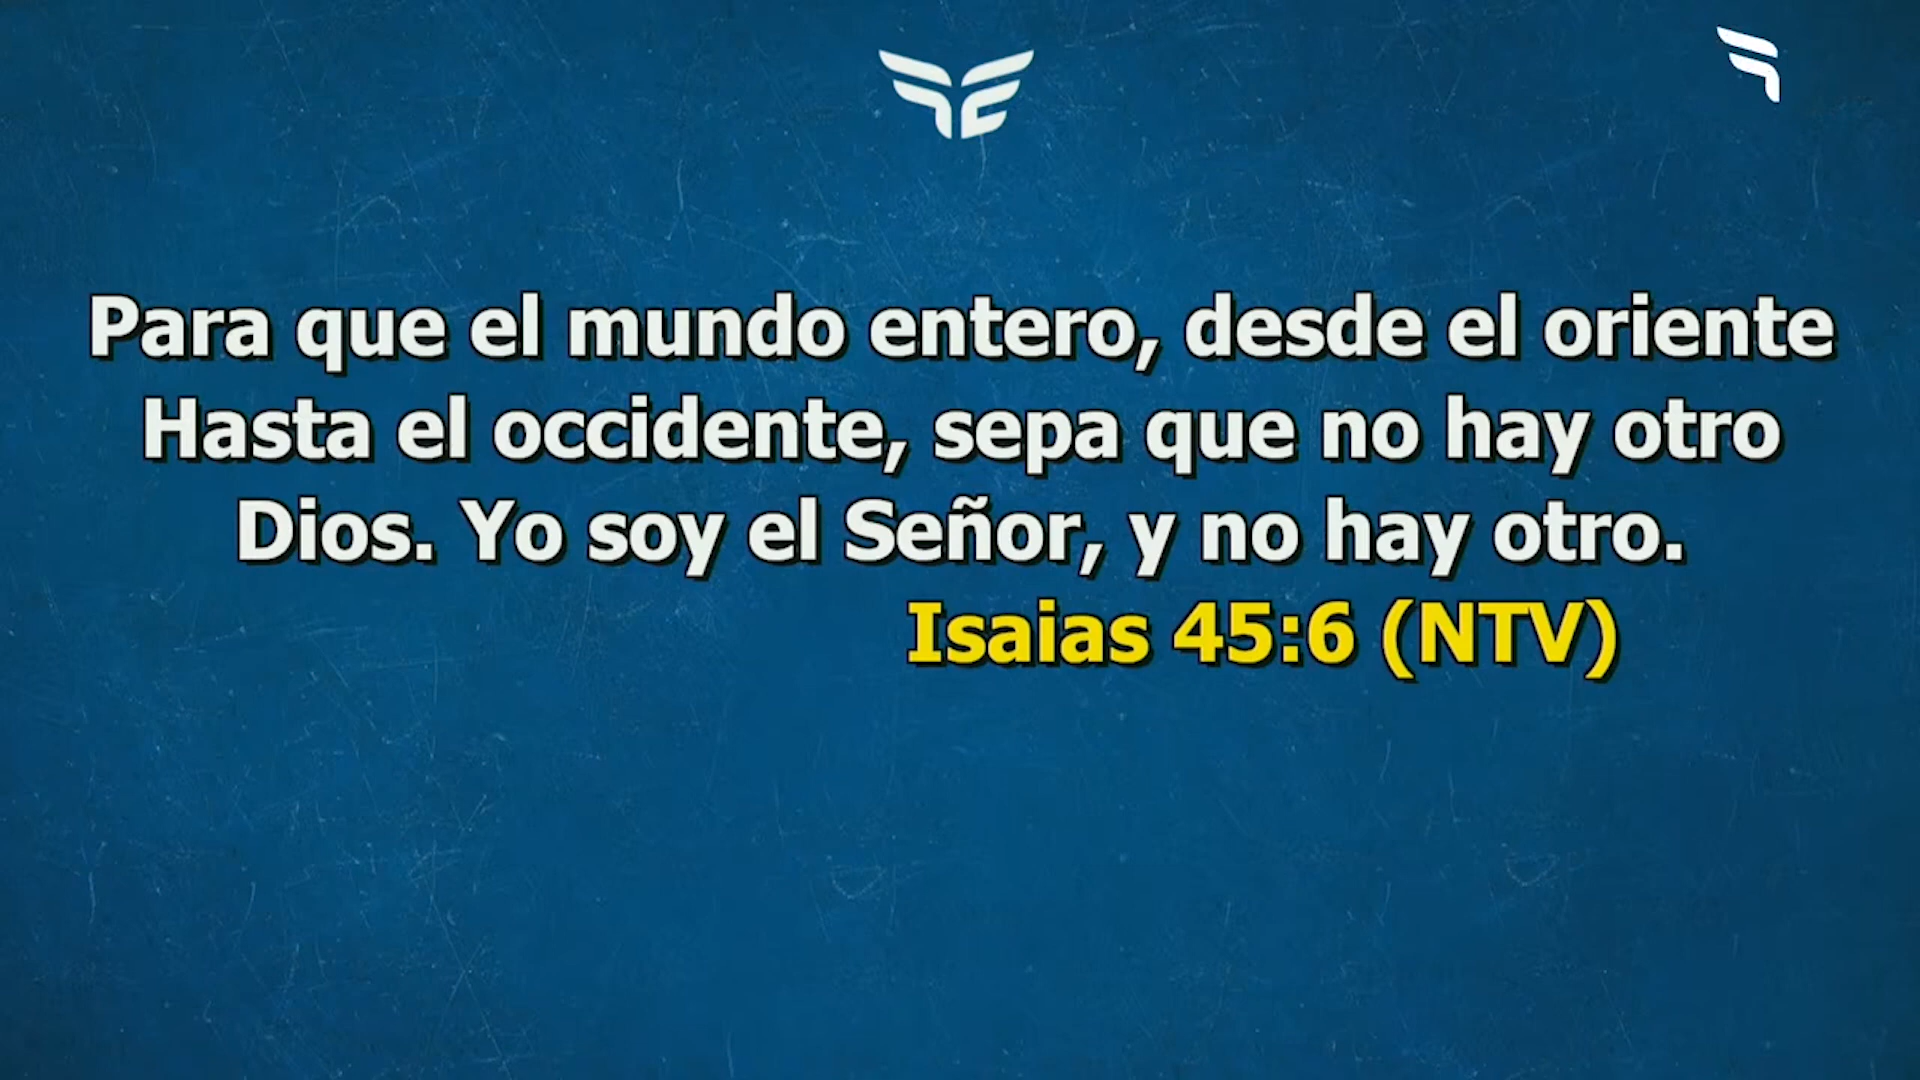 Para que el mundo entero, desde el oriente
Hasta el occidente, sepa que no hay otro
Dios. Yo soy el Señor, y no hay otro.
Isaias 45:6 (NTV)